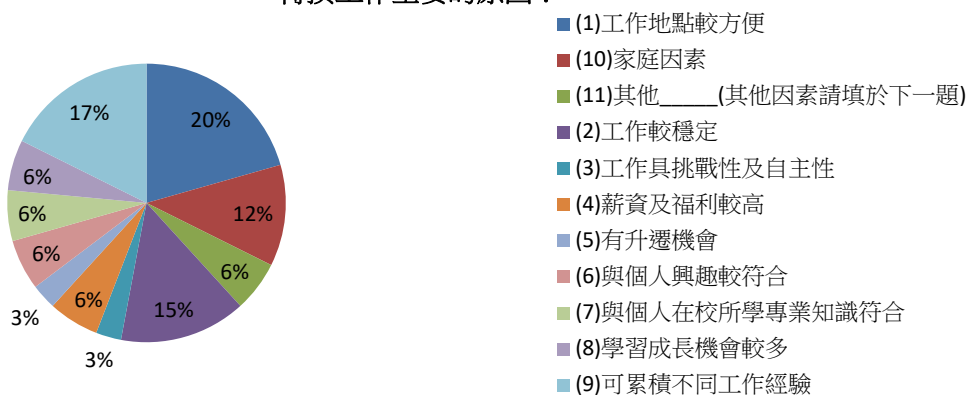 (1)工作地點較方便
(10)家庭因素
(11)其他_____(其他因素請填於下一題)
(2)工作較穩定
(3)工作具挑戰性及自主性
(4)薪資及福利較高
(5)有升遷機會
(6)與個人興趣較符合
(7)與個人在校所學專業知識符合
(8)學習成長機會較多
(9)可累積不同工作經驗
20%
12%
6%
15%
3%
6%
3%
6%
6%
6%
17%